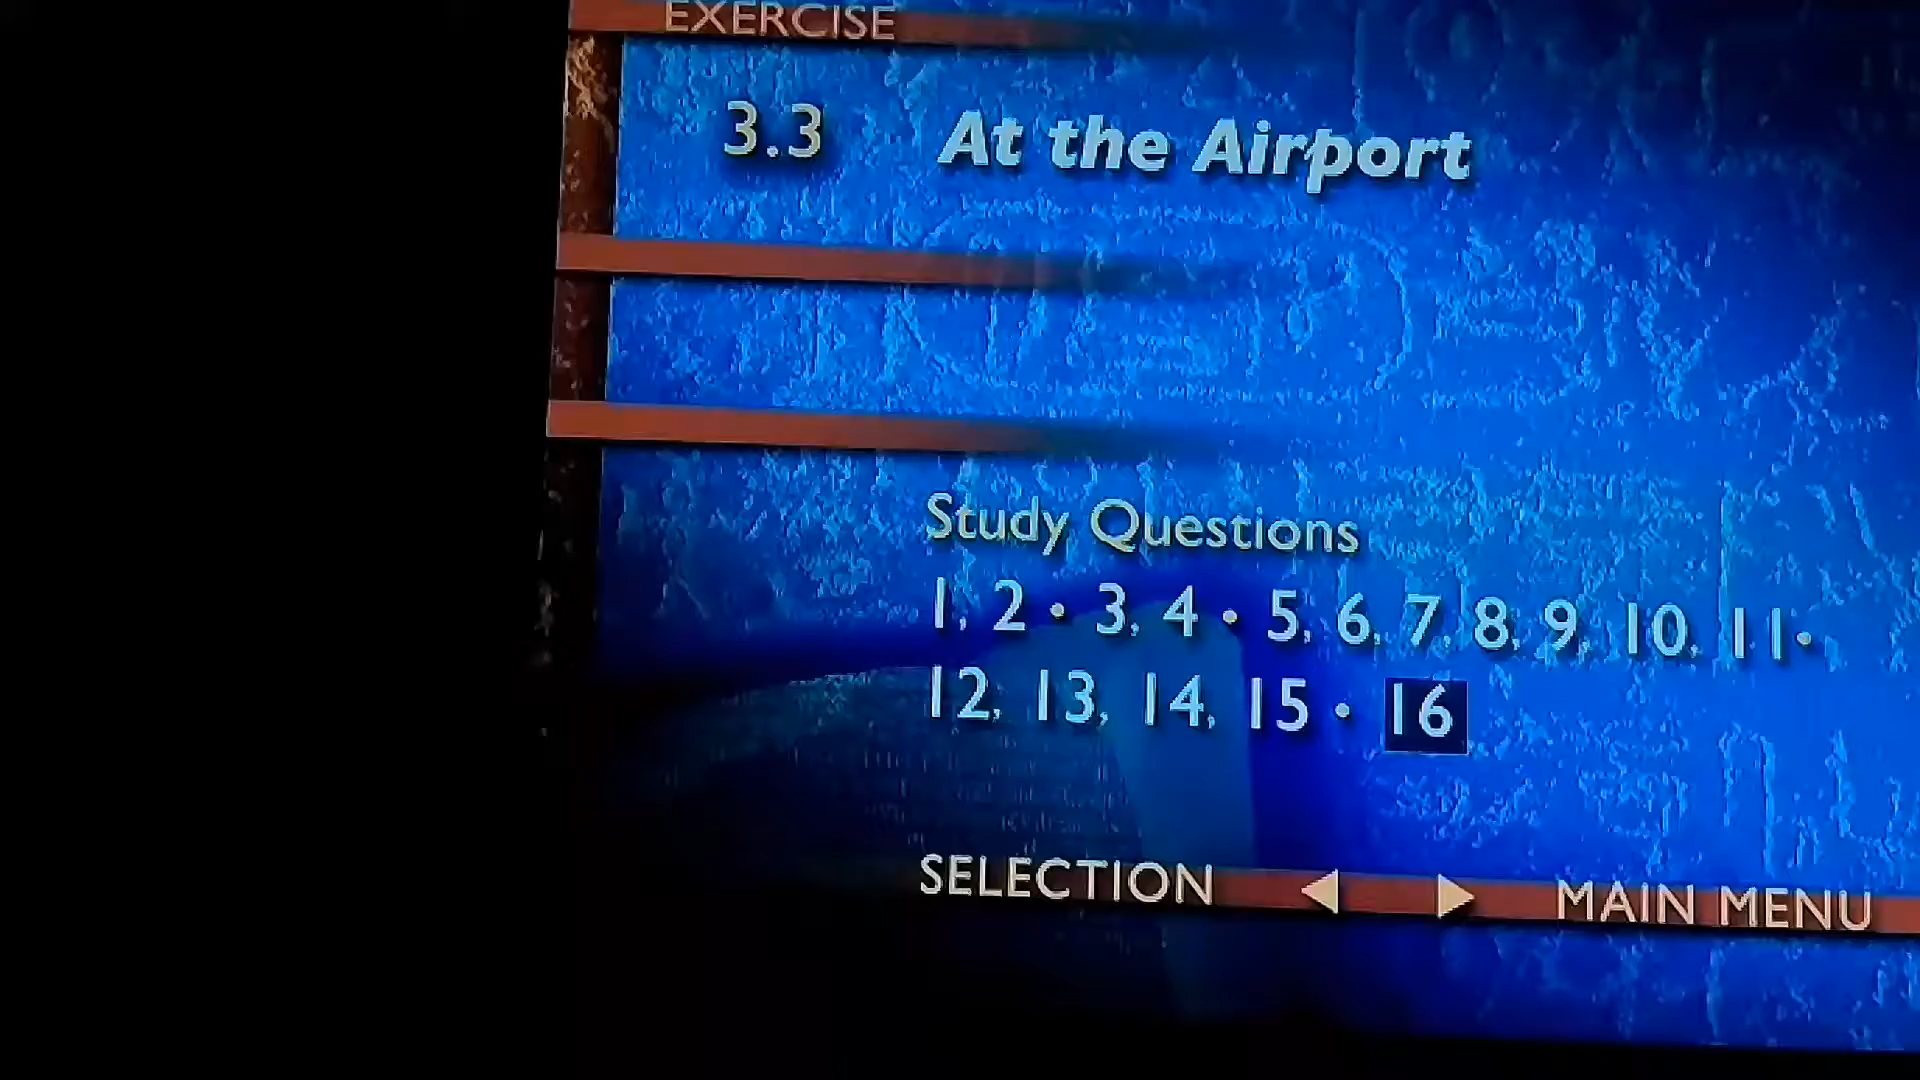 EXERCISE
3.3 At the Airport
Study Questions
1, 2 • 3, 4 • 5, 6, 7, 8, 9, 10, 11•
12, 13, 14, 15 • 16
SELECTION ◀ ▶ MAIN MENU